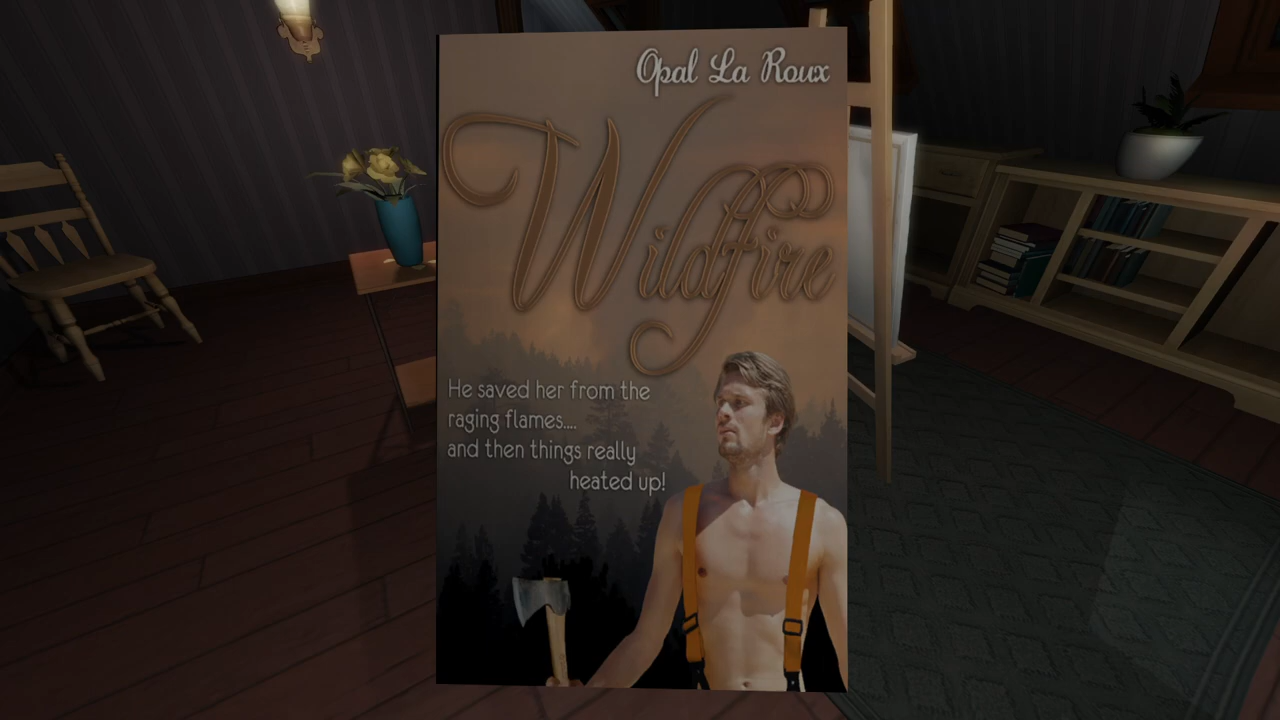 Opal La Roux
Wildfire
He saved her from the
raging flames....
and then things really
heated up!